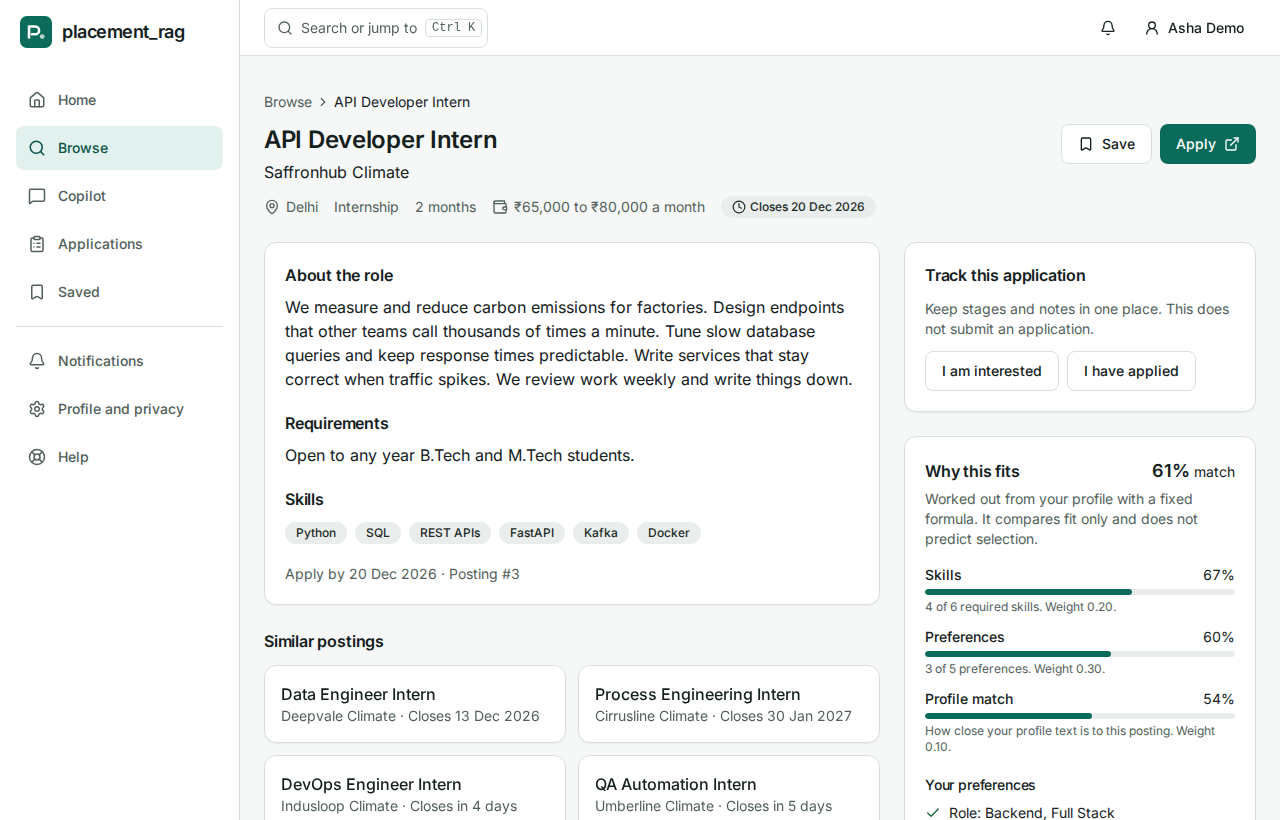 placement_rag
Search or jump to Ctrl K
Asha Demo
Home
Browse
Copilot
Applications
Saved
Notifications
Profile and privacy
Help
Browse > API Developer Intern
API Developer Intern
Save
Apply
Saffronhub Climate
Delhi Internship 2 months ₹65,000 to ₹80,000 a month Closes 20 Dec 2026
About the role
We measure and reduce carbon emissions for factories. Design endpoints
that other teams call thousands of times a minute. Tune slow database
queries and keep response times predictable. Write services that stay
correct when traffic spikes. We review work weekly and write things down.
Requirements
Open to any year B.Tech and M.Tech students.
Skills
Python SQL REST APIs FastAPI Kafka Docker
Apply by 20 Dec 2026 · Posting #3
Similar postings
Data Engineer Intern
Deepvale Climate · Closes 13 Dec 2026
Process Engineering Intern
Cirrusline Climate · Closes 30 Jan 2027
DevOps Engineer Intern
Indusloop Climate · Closes in 4 days
QA Automation Intern
Umberline Climate · Closes in 5 days
Track this application
Keep stages and notes in one place. This does
not submit an application.
I am interested
I have applied
Why this fits 61% match
Worked out from your profile with a fixed
formula. It compares fit only and does not
predict selection.
Skills 67%
4 of 6 required skills. Weight 0.20.
Preferences 60%
3 of 5 preferences. Weight 0.30.
Profile match 54%
How close your profile text is to this posting. Weight
0.10.
Your preferences
Role: Backend, Full Stack